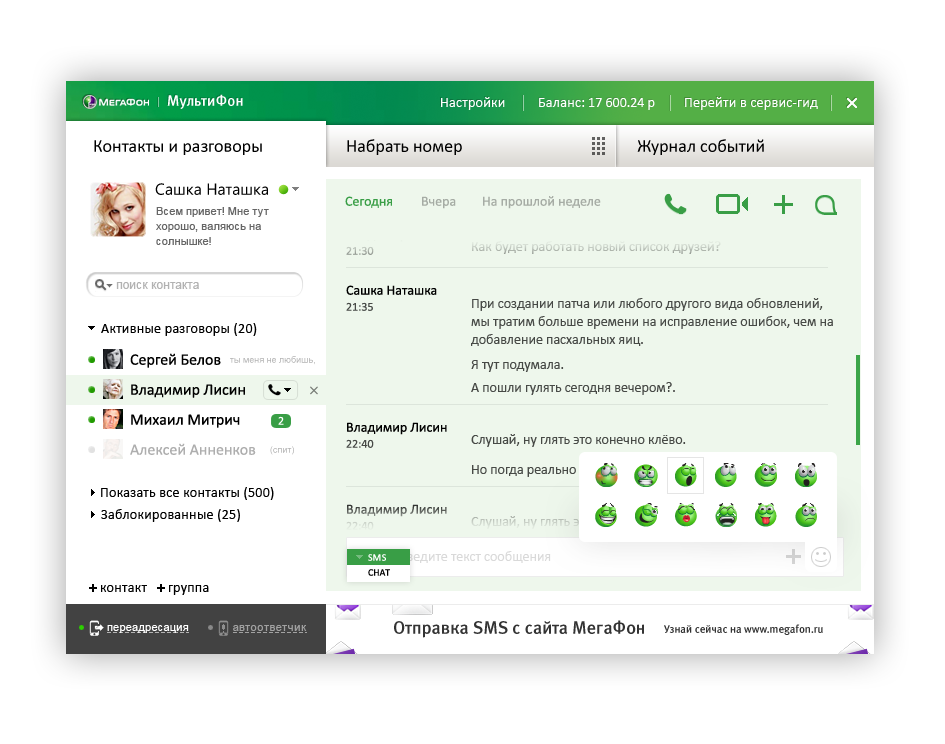 МегаФон | МультиФон
Настройки
Баланс: 17 600.24 р
Перейти в сервис-гид
Контакты и разговоры
Набрать номер
Журнал событий
Сашка Наташка
Всем привет! Мне тут
хорошо, валяюсь на
солнышке!
поиск контакта
Активные разговоры (20)
Сергей Белов ты меня не любишь,
Владимир Лисин
Михаил Митрич 2
Алексей Анненков (спит)
Показать все контакты (500)
Заблокированные (25)
контакт
группа
переадресация
автоответчик
Сегодня
Вчера
На прошлой неделе
21:30
Как будет работать новый список друзей?
Сашка Наташка
21:35
При создании патча или любого другого вида обновлений,
мы тратим больше времени на исправление ошибок, чем на
добавление пасхальных яиц.
Я тут подумала.
А пошли гулять сегодня вечером?.
Владимир Лисин
22:40
Слушай, ну глять это конечно клёво.
Но погда реально
Владимир Лисин
22:40
Слушай, ну глять э
SMS
CHAT
ведите текст сообщения
Отправка SMS с сайта МегаФон
Узнай сейчас на www.megafon.ru